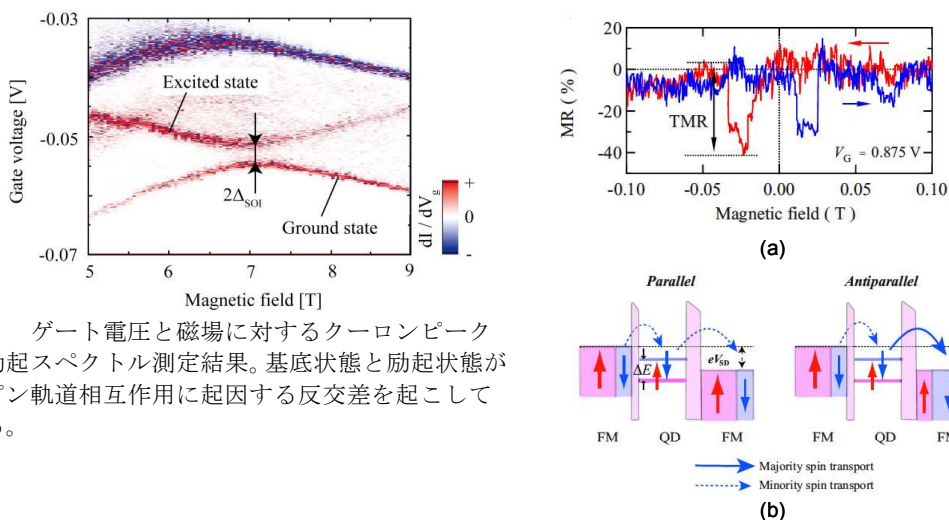 -0.03
-0.05
-0.07
Gate voltage [V]
Excited state
2Δ_SOI
Ground state
+
0
-
dI / dV_g
5
6
7
8
9
Magnetic field [T]
ゲート電圧と磁場に対するクーロンピーク
励起スペクトル測定結果。基底状態と励起状態が
ン軌道相互作用に起因する反交差を起こして
。
20
0
-20
-40
MR ( % )
TMR
V_G = 0.875 V
-0.10
-0.05
0.00
0.05
0.10
Magnetic field ( T )
(a)
Parallel
Antiparallel
ΔE
eV_SD
FM
QD
FM
FM
QD
Majority spin transport
Minority spin transport
(b)